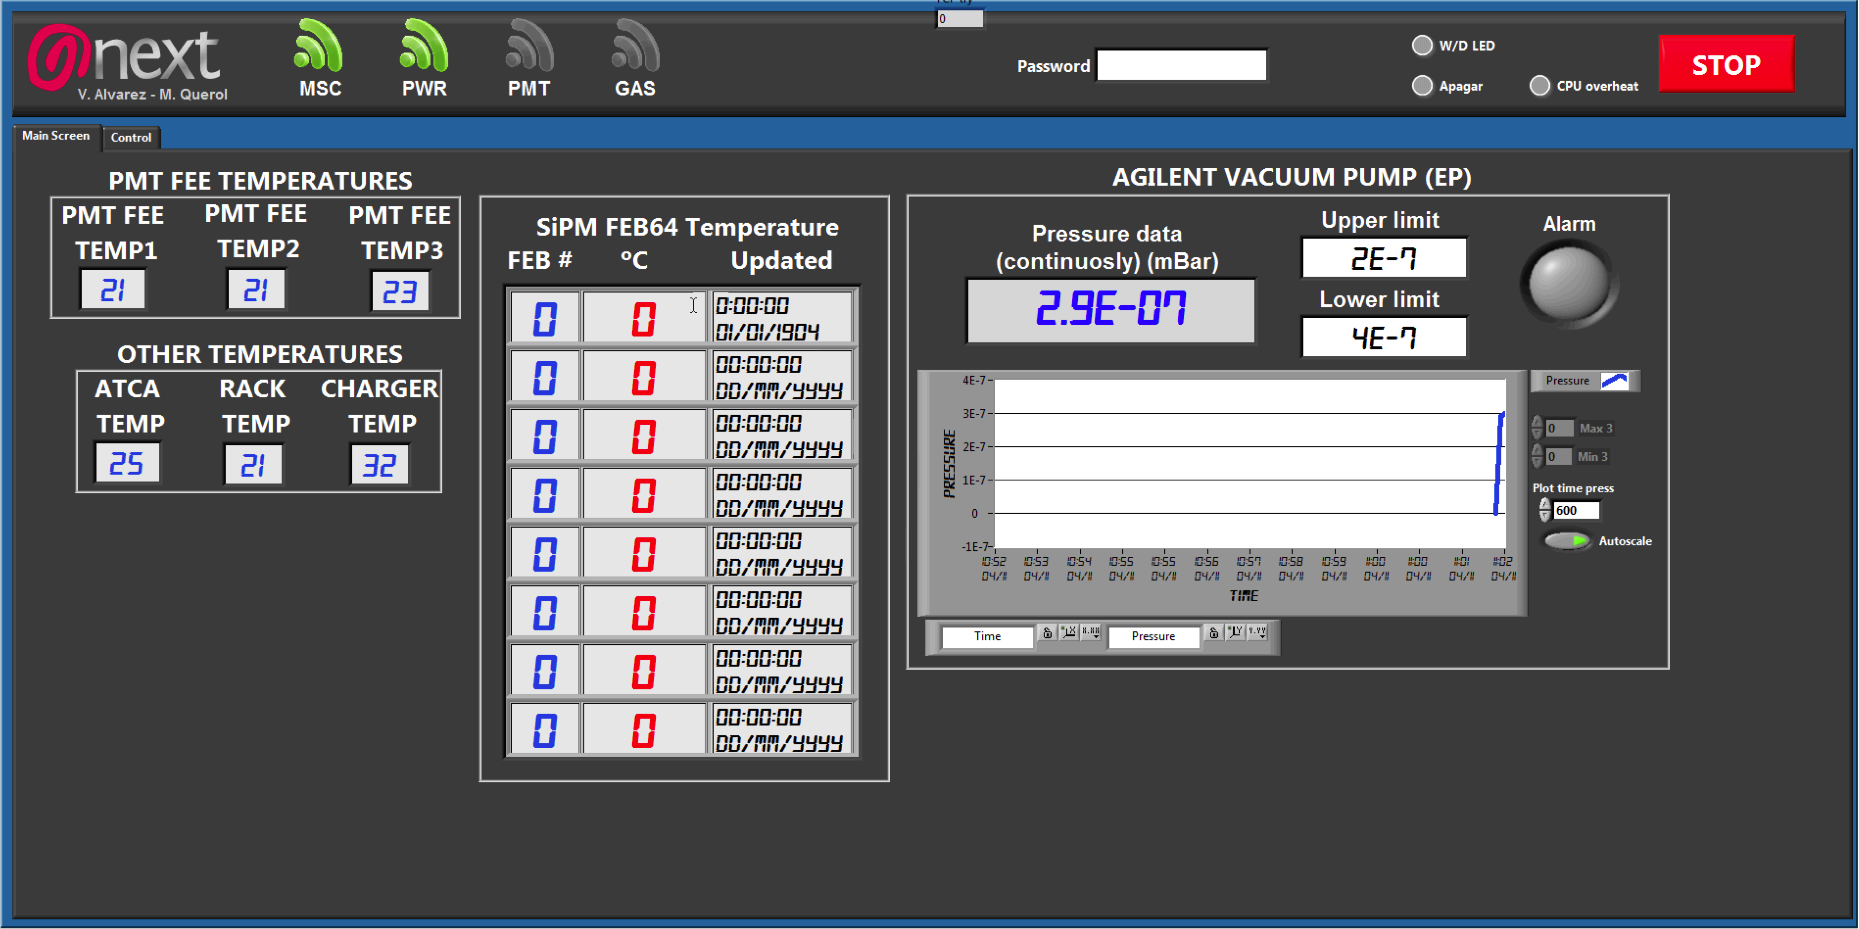 0
next
V. Alvarez - M. Querol
MSC
PWR
PMT
GAS
Password
W/D LED
Apagar
CPU overheat
STOP
Main Screen
Control
PMT FEE TEMPERATURES
PMT FEE TEMP1
21
PMT FEE TEMP2
21
PMT FEE TEMP3
23
OTHER TEMPERATURES
ATCA TEMP
25
RACK TEMP
21
CHARGER TEMP
32
SiPM FEB64 Temperature
FEB # ºC Updated
0 0 0:00:00
01/01/1904
0 0 00:00:00
DD/MM/YYYY
0 0 00:00:00
DD/MM/YYYY
0 0 00:00:00
DD/MM/YYYY
0 0 00:00:00
DD/MM/YYYY
0 0 00:00:00
DD/MM/YYYY
0 0 00:00:00
DD/MM/YYYY
0 0 00:00:00
DD/MM/YYYY
AGILENT VACUUM PUMP (EP)
Pressure data
(continuosly) (mBar)
2.9E-07
Upper limit
2E-7
Lower limit
4E-7
Alarm
PRESSURE
4E-7
3E-7
2E-7
1E-7
0
-1E-7
10:52 10:53 10:54 10:55 10:55 10:56 10:57 10:58 10:59 11:00 11:00 11:01 11:02
04/11 04/11 04/11 04/11 04/11 04/11 04/11 04/11 04/11 04/11 04/11 04/11 04/11
TIME
Pressure
0 Max 3
0 Min 3
Plot time press
600
Autoscale
Time
X.XX
Pressure
Y.YY